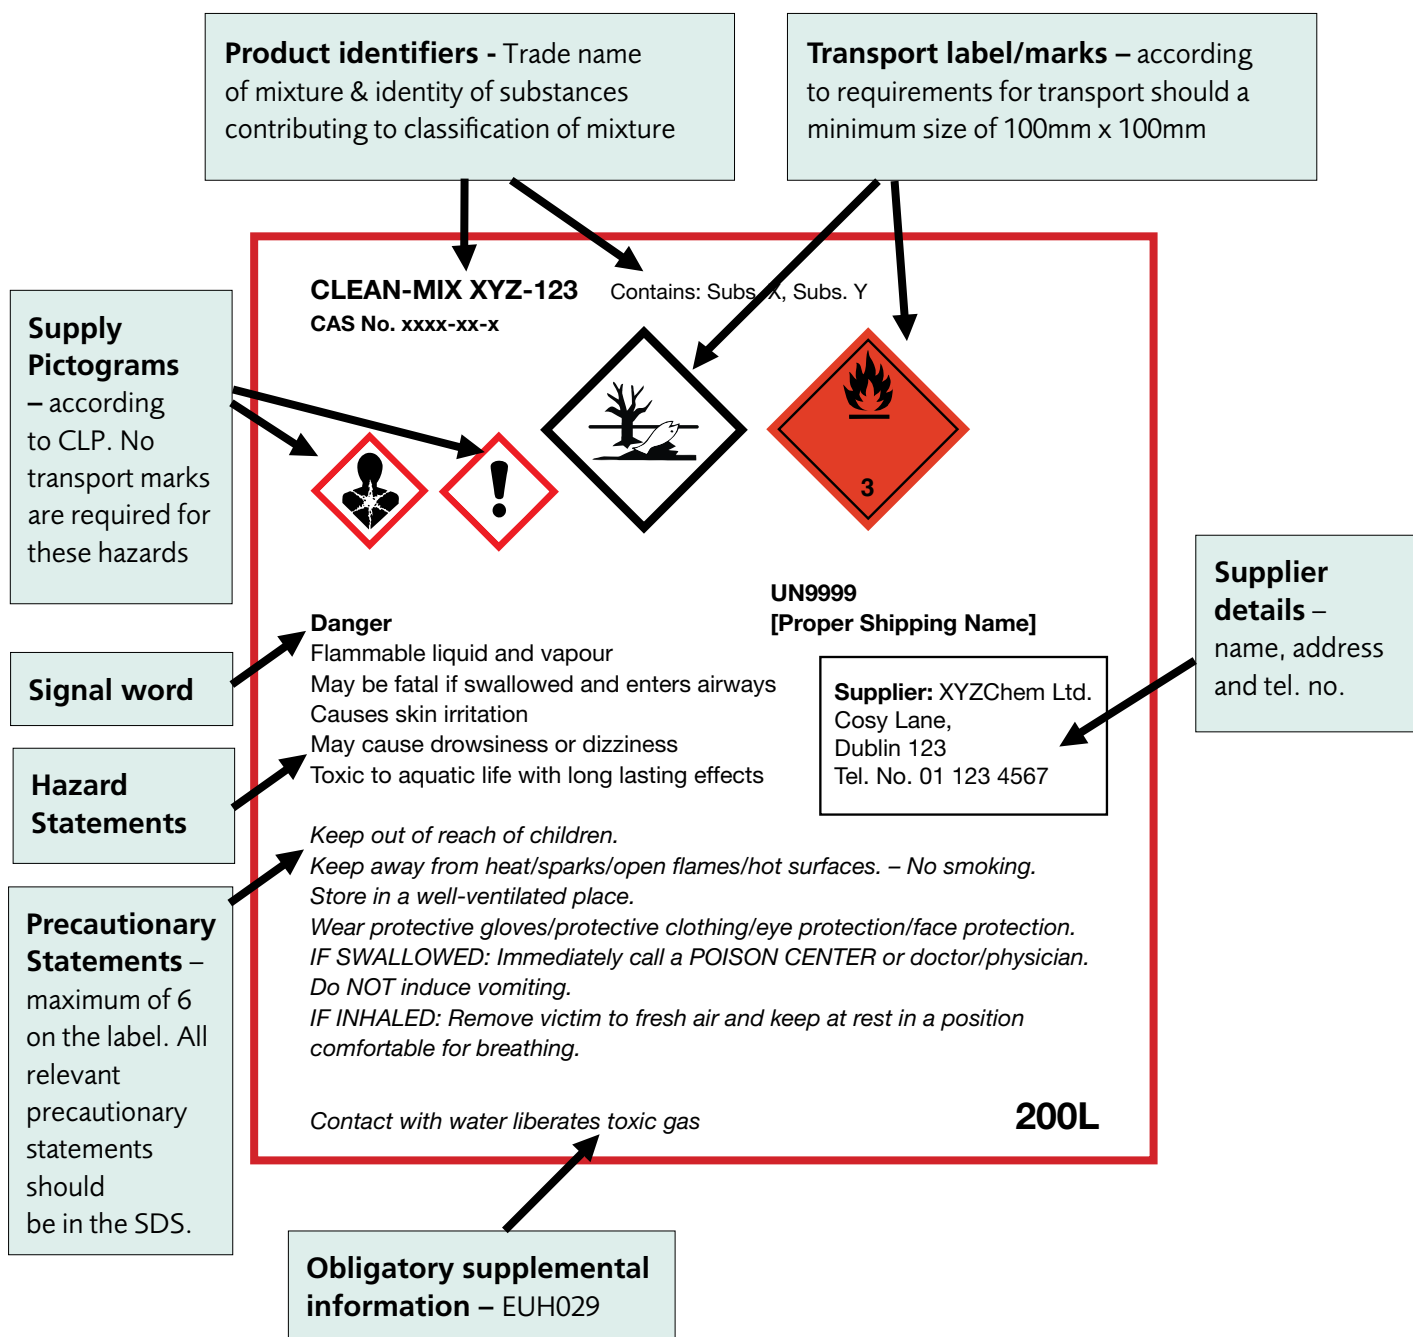 Product identifiers - Trade name
of mixture & identity of substances
contributing to classification of mixture
Transport label/marks – according
to requirements for transport should a
minimum size of 100mm x 100mm
Supply
Pictograms
– according
to CLP. No
transport marks
are required for
these hazards
Signal word
Hazard
Statements
Precautionary
Statements –
maximum of 6
on the label. All
relevant
precautionary
statements
should
be in the SDS.
CLEAN-MIX XYZ-123 Contains: Subs. X, Subs. Y
CAS No. xxxx-xx-x
3
UN9999
[Proper Shipping Name]
Danger
Flammable liquid and vapour
May be fatal if swallowed and enters airways
Causes skin irritation
May cause drowsiness or dizziness
Toxic to aquatic life with long lasting effects
Supplier: XYZChem Ltd.
Cosy Lane,
Dublin 123
Tel. No. 01 123 4567
Supplier
details –
name, address
and tel. no.
Keep out of reach of children.
Keep away from heat/sparks/open flames/hot surfaces. – No smoking.
Store in a well-ventilated place.
Wear protective gloves/protective clothing/eye protection/face protection.
IF SWALLOWED: Immediately call a POISON CENTER or doctor/physician.
Do NOT induce vomiting.
IF INHALED: Remove victim to fresh air and keep at rest in a position
comfortable for breathing.
Contact with water liberates toxic gas
200L
Obligatory supplemental
information – EUH029